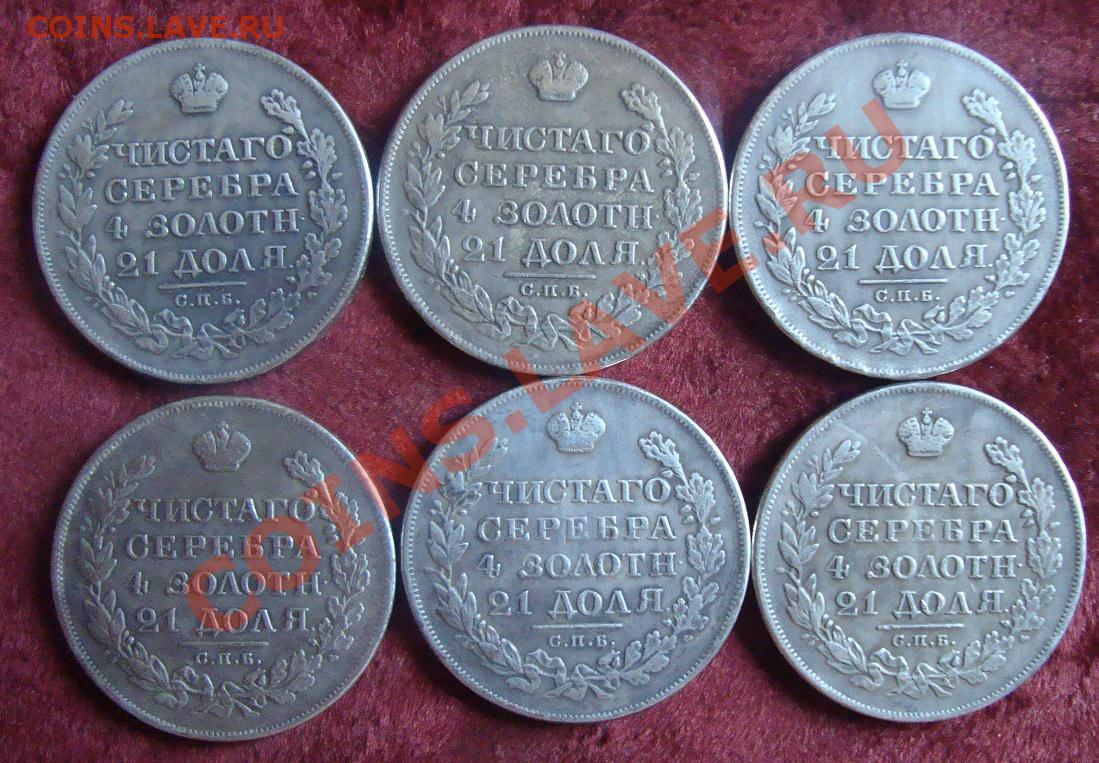 COINS.LAVE.RU
ЧИСТАГО
СЕРЕБРА
4 ЗОЛОТН.
21 ДОЛЯ.
С.П.Б.
ЧИСТАГО
СЕРЕБРА
4 ЗОЛОТН.
21 ДОЛЯ.
С.П.Б.
ЧИСТАГО
СЕРЕБРА
4 ЗОЛОТН.
21 ДОЛЯ.
С.П.Б.
ЧИСТАГО
СЕРЕБРА
4 ЗОЛОТН.
21 ДОЛЯ.
С.П.Б.
ЧИСТАГО
СЕРЕБРА
4 ЗОЛОТН.
21 ДОЛЯ.
С.П.Б.
ЧИСТАГО
СЕРЕБРА
4 ЗОЛОТН.
21 ДОЛЯ.
С.П.Б.
COINS.LAVE.RU